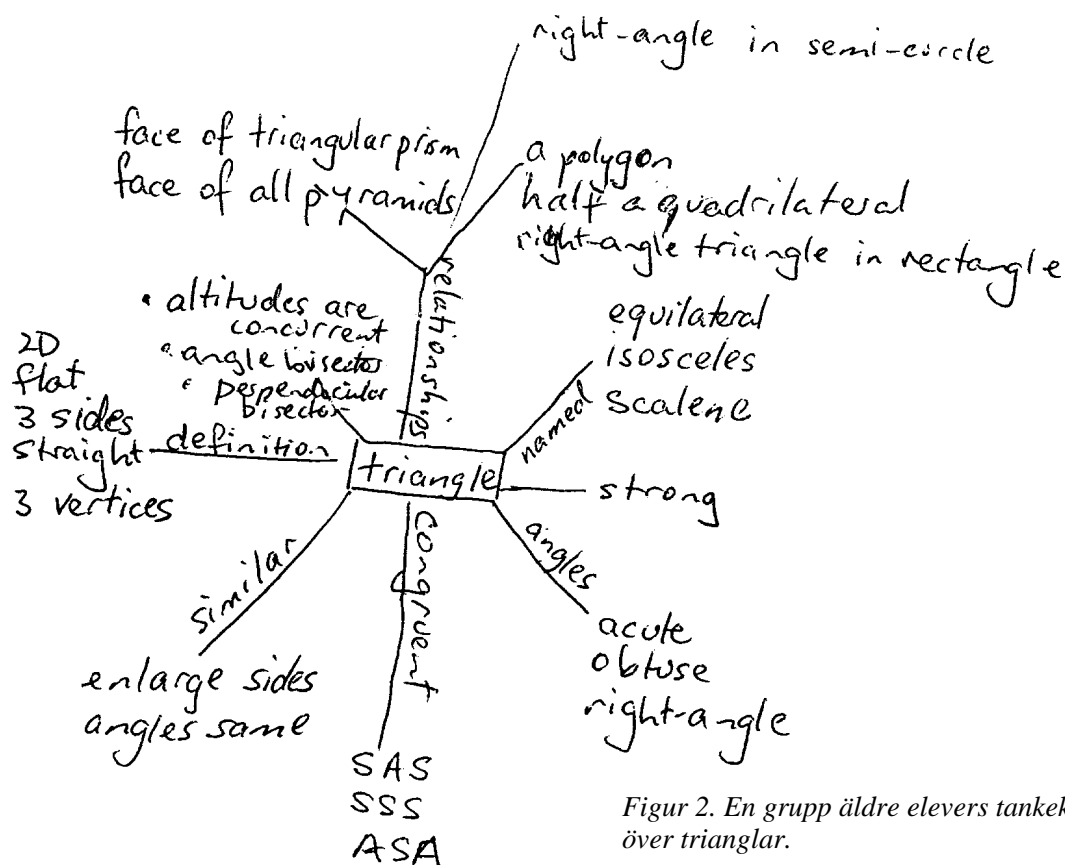 right-angle in semi-circle
face of triangular prism
face of all pyramids
a polygon
half a quadrilateral
right-angle triangle in rectangle
relationships
• altitudes are
concurrent
• angle bisector
• perpendicular
bisector
equilateral
isosceles
scalene
named
2D
flat
3 sides
straight
3 vertices
definition
triangle
strong
similar
enlarge sides
angles same
congruent
SAS
SSS
ASA
angles
acute
obtuse
right-angle
Figur 2. En grupp äldre elevers tankek
över trianglar.